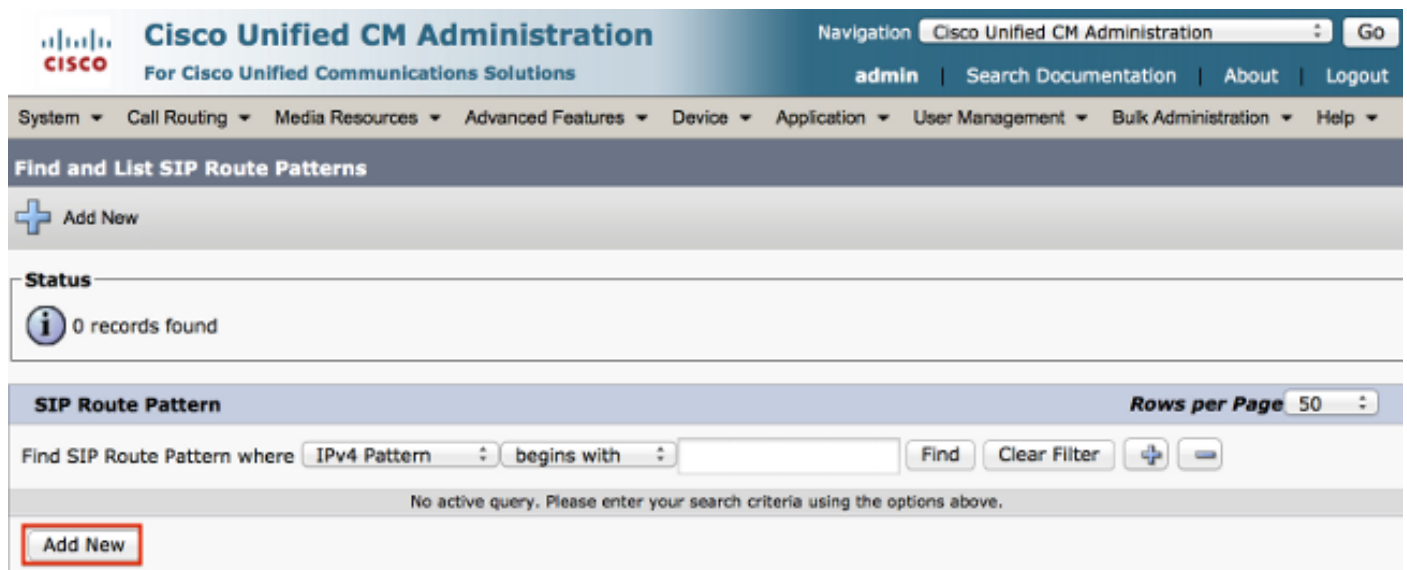 Cisco Unified CM Administration
CISCO
For Cisco Unified Communications Solutions
Navigation Cisco Unified CM Administration Go
admin | Search Documentation | About | Logout
System Call Routing Media Resources Advanced Features Device Application User Management Bulk Administration Help
Find and List SIP Route Patterns
Add New
Status
0 records found
SIP Route Pattern Rows per Page 50
Find SIP Route Pattern where IPv4 Pattern begins with Find Clear Filter
No active query. Please enter your search criteria using the options above.
Add New